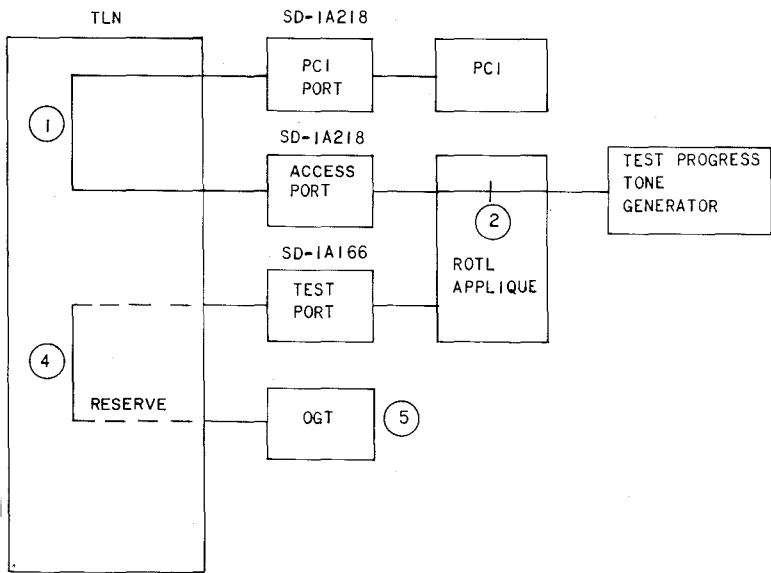 TLN
SD-1A218
PCI
PORT
PCI
1
SD-1A218
ACCESS
PORT
2
ROTL
APPLIQUE
TEST PROGRESS
TONE
GENERATOR
SD-1A166
TEST
PORT
4
RESERVE
OGT
5